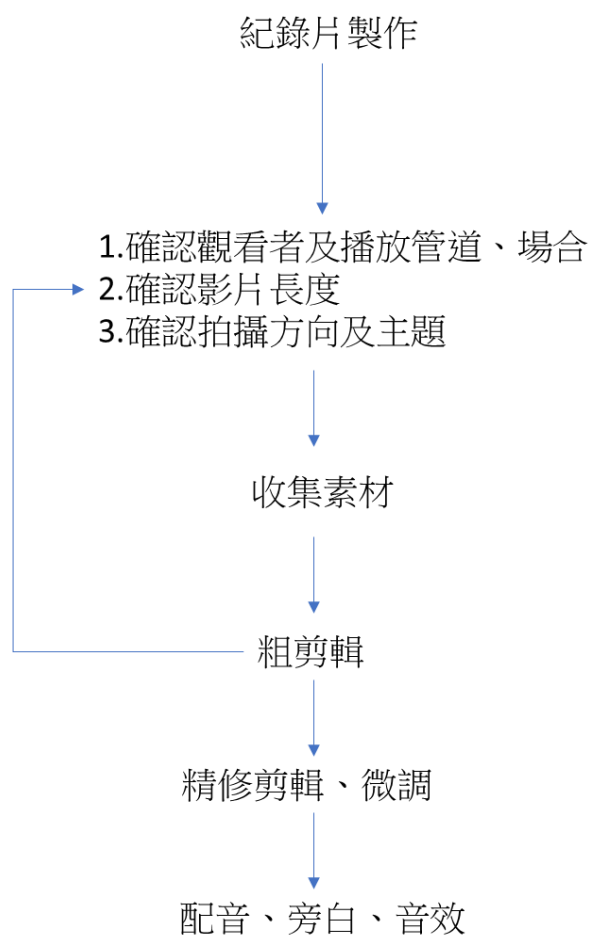 紀錄片製作
1.確認觀看者及播放管道、場合
2.確認影片長度
3.確認拍攝方向及主題
收集素材
粗剪輯
精修剪輯、微調
配音、旁白、音效